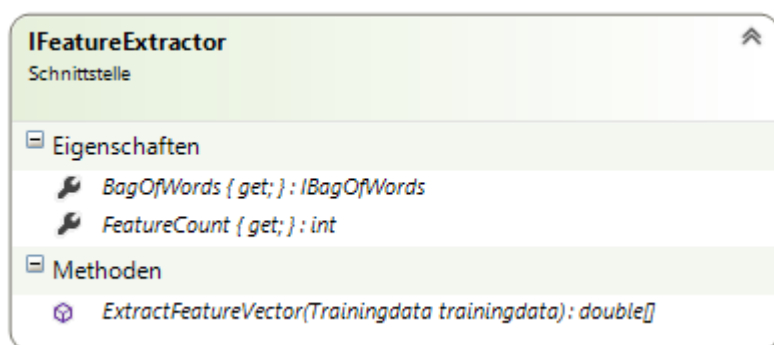 IFeatureExtractor
Schnittstelle
Eigenschaften
BagOfWords { get; } : IBagOfWords
FeatureCount { get; } : int
Methoden
ExtractFeatureVector(Trainingdata trainingdata) : double[]